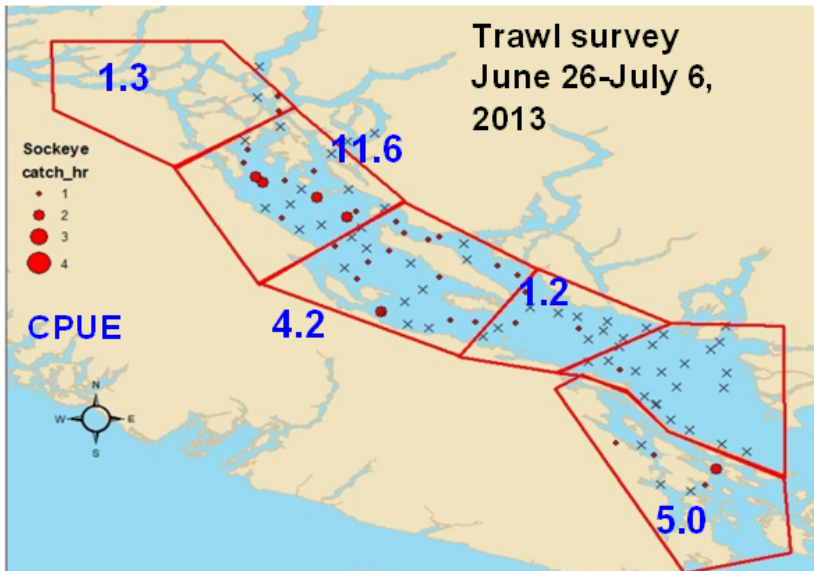 Trawl survey
June 26-July 6,
2013
1.3
11.6
Sockeye
catch_hr
1
2
3
4
1.2
CPUE
4.2
N
W E
S
5.0